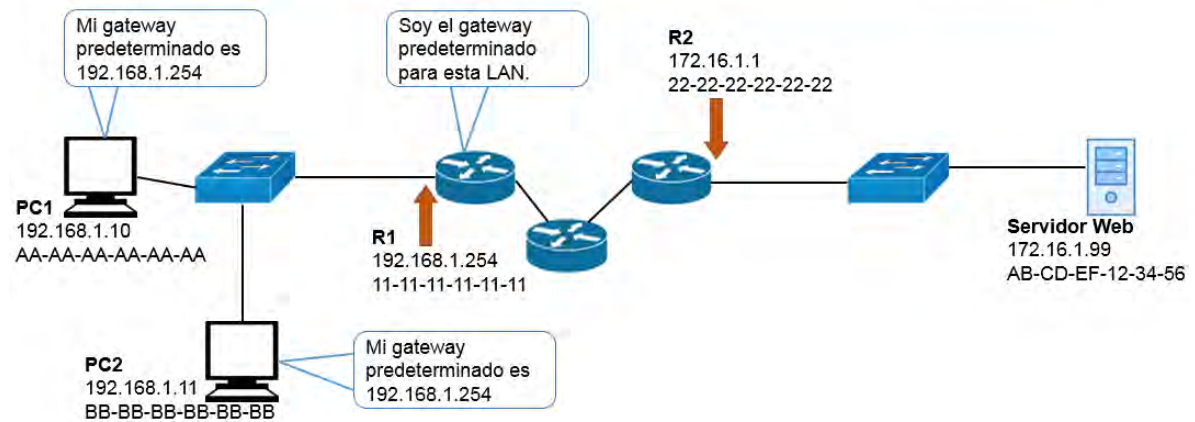 Mi gateway
predeterminado es
192.168.1.254
Soy el gateway
predeterminado
para esta LAN.
R2
172.16.1.1
22-22-22-22-22-22
PC1
192.168.1.10
AA-AA-AA-AA-AA-AA
R1
192.168.1.254
11-11-11-11-11-11
Servidor Web
172.16.1.99
AB-CD-EF-12-34-56
PC2
192.168.1.11
BB-BB-BB-BB-BB-BB
Mi gateway
predeterminado es
192.168.1.254